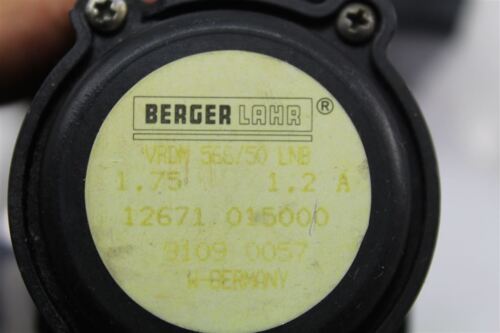 BERGER LAHR ®
VRDM 566/50 LNB
1.75 1,2 A
12671 015000
9109 0057
W-GERMANY